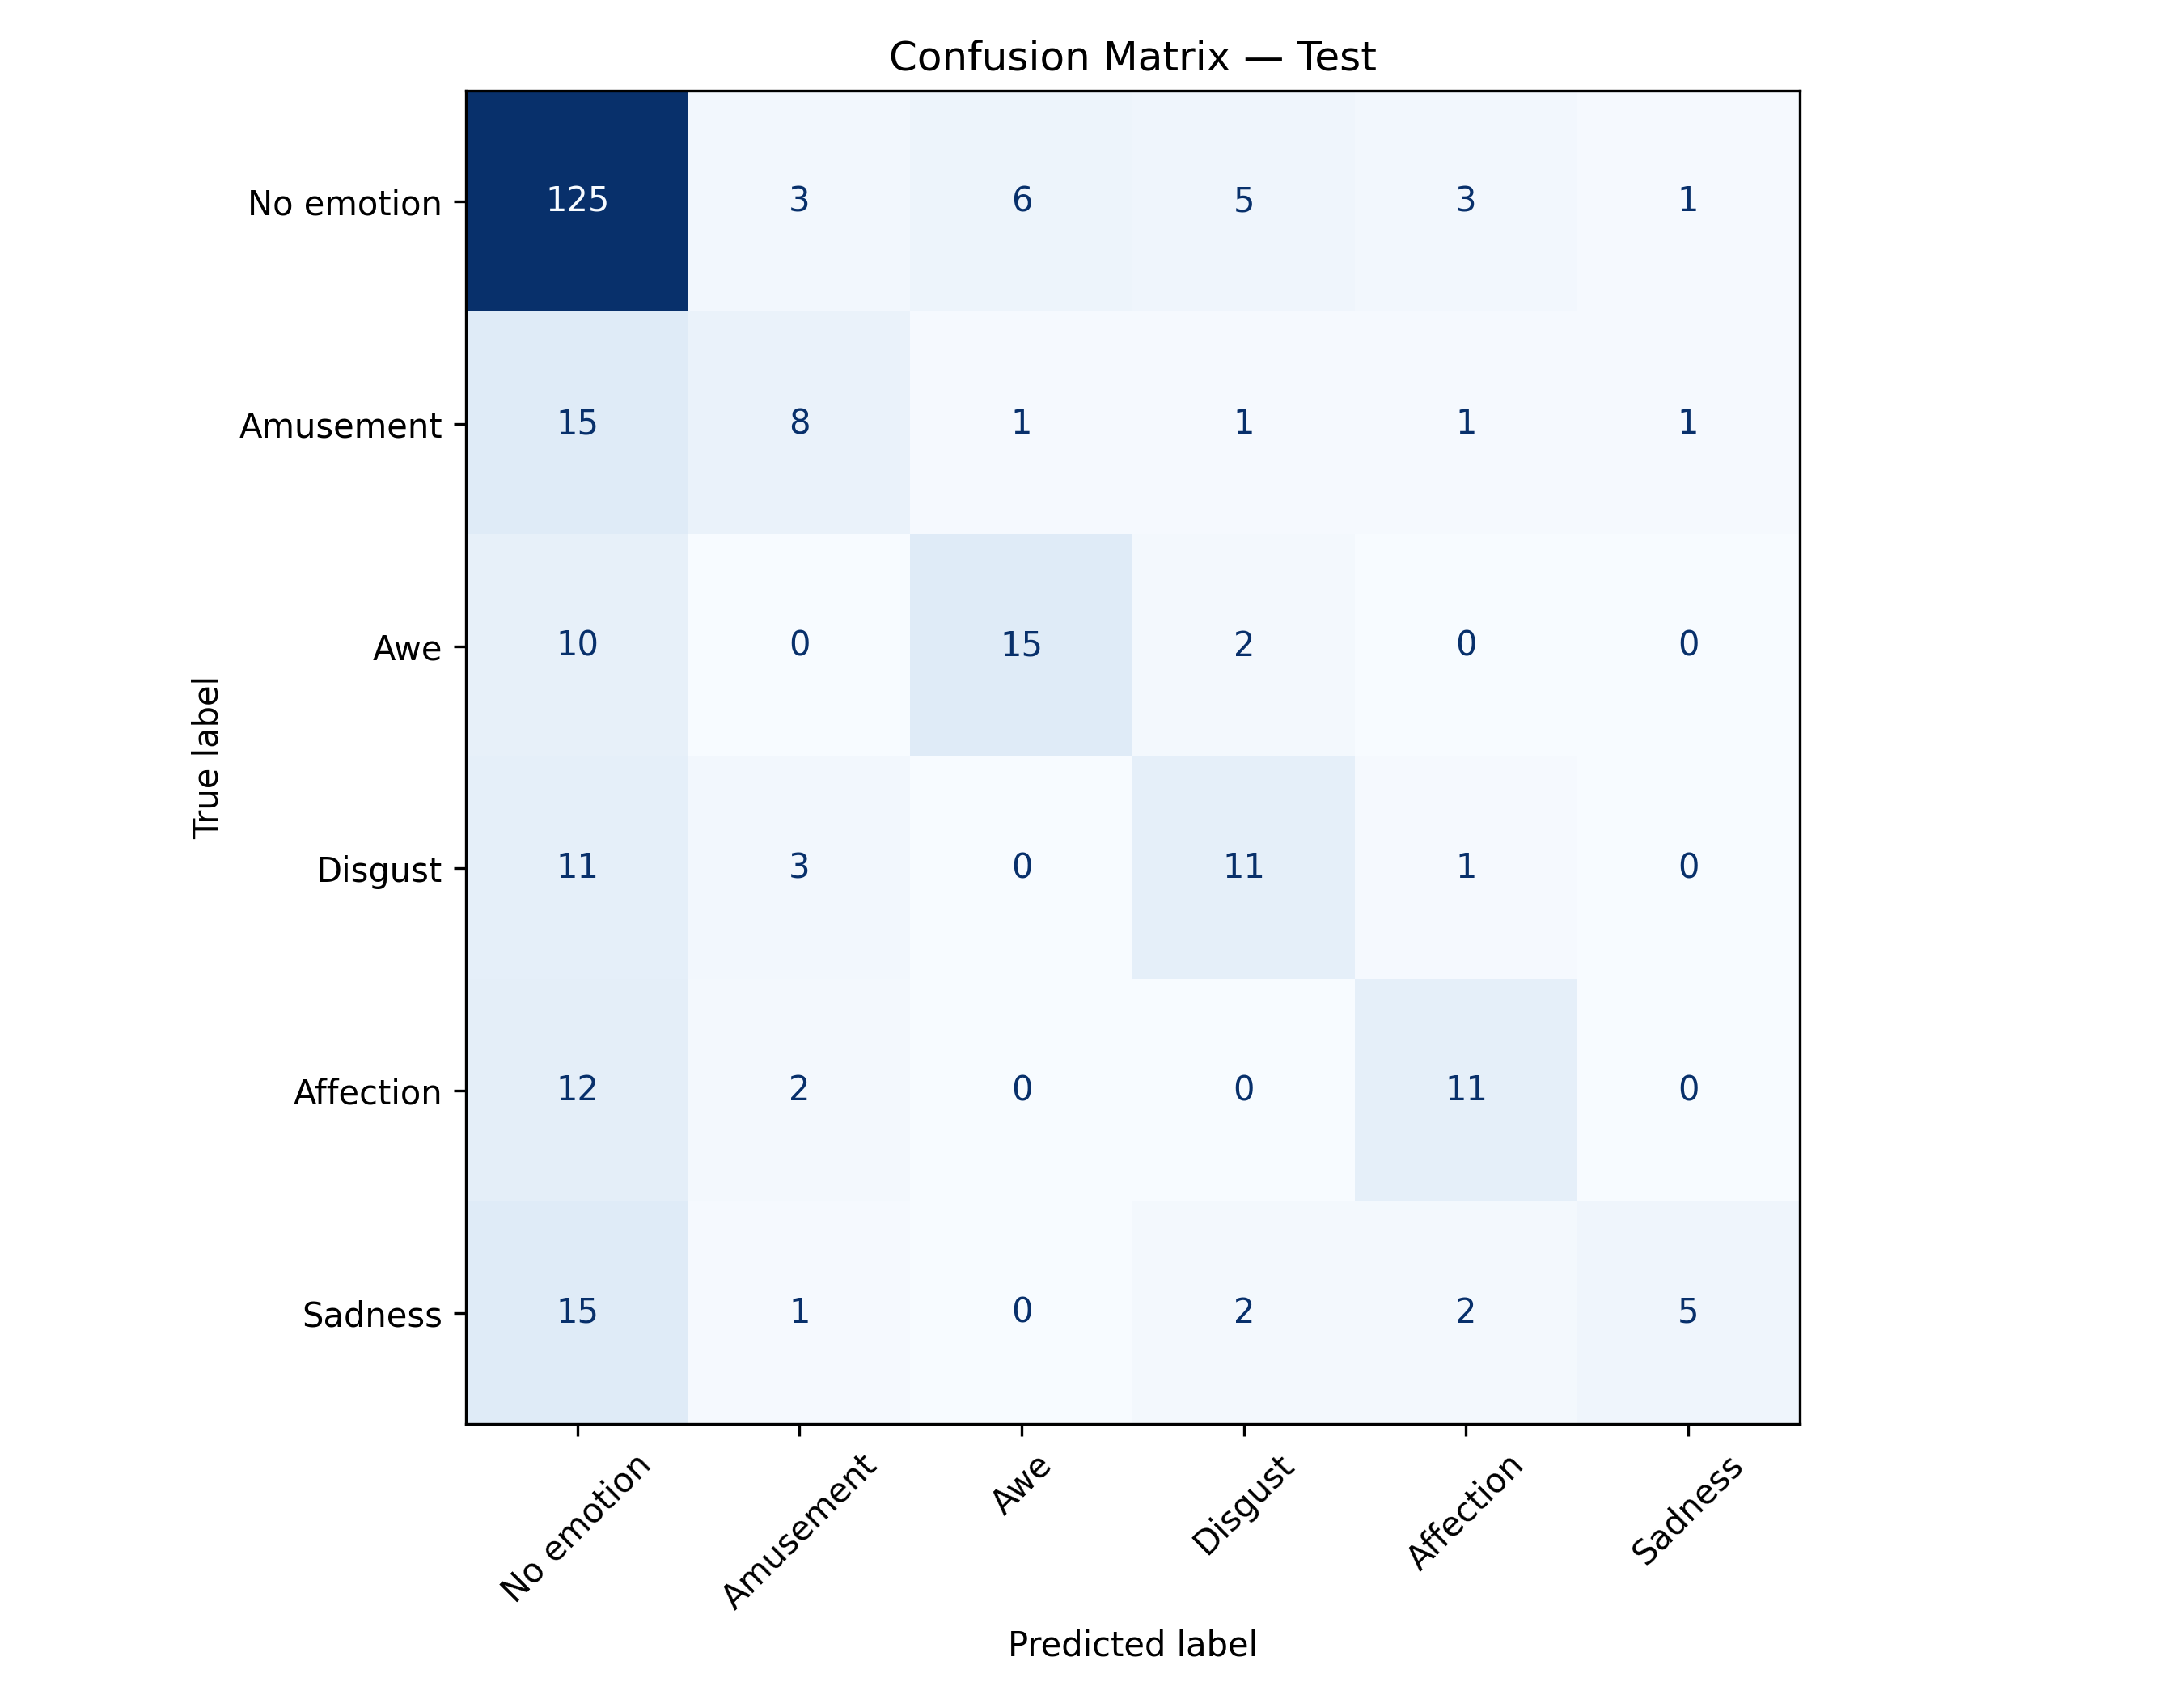 Confusion Matrix — Test
No emotion 125 3 6 5 3 1
Amusement 15 8 1 1 1 1
Awe 10 0 15 2 0 0
Disgust 11 3 0 11 1 0
Affection 12 2 0 0 11 0
Sadness 15 1 0 2 2 5
True label
No emotion Amusement Awe Disgust Affection Sadness
Predicted label